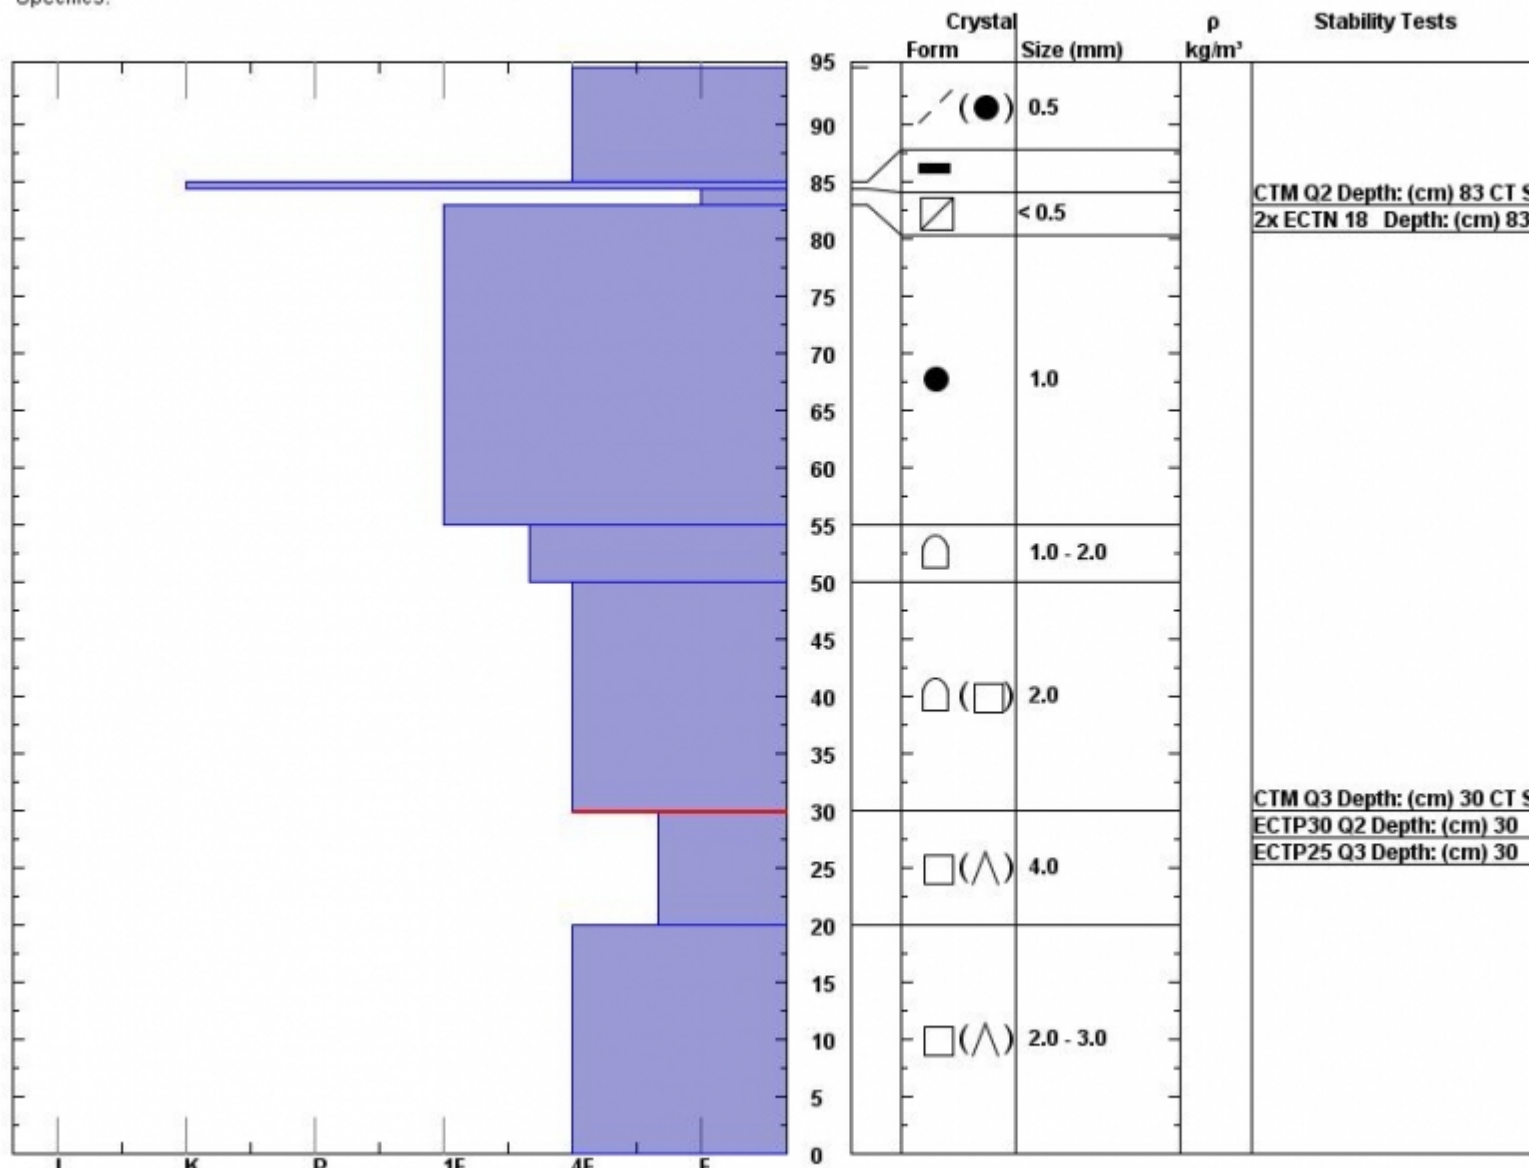 Specifics:
Crystal ρ Stability Tests
Form Size (mm) kg/m³
95
90
85
80
75
70
65
60
55
50
45
40
35
30
25
20
15
10
5
0
0.5
< 0.5
1.0
1.0 - 2.0
2.0
4.0
2.0 - 3.0
CTM Q2 Depth: (cm) 83 CT S
2x ECTN 18 Depth: (cm) 83
CTM Q3 Depth: (cm) 30 CT S
ECTP30 Q2 Depth: (cm) 30
ECTP25 Q3 Depth: (cm) 30
K P 1F 4F F